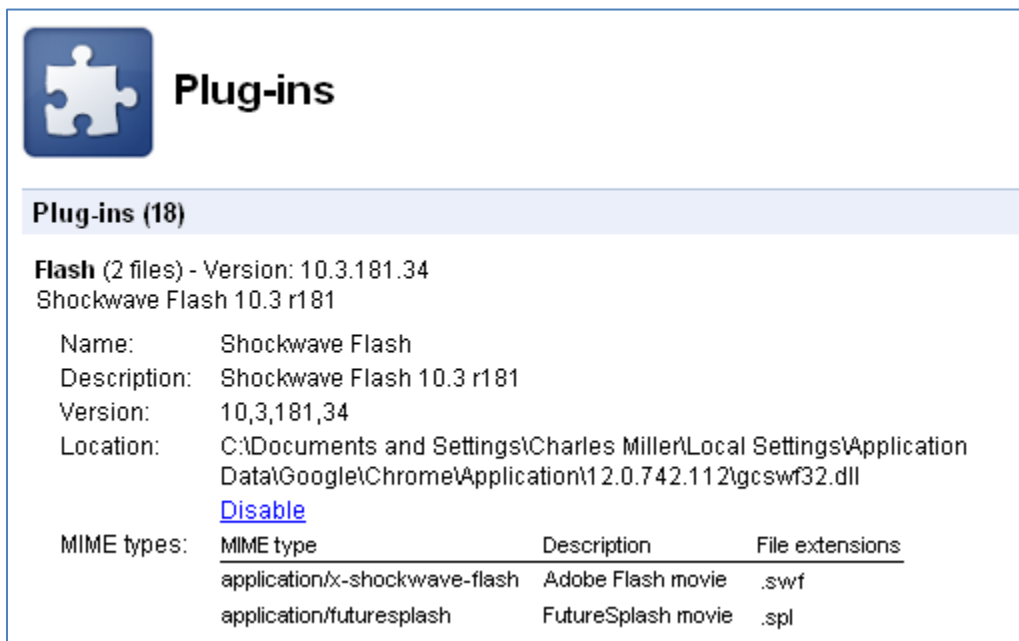 Plug-ins
Plug-ins (18)
Flash (2 files) - Version: 10.3.181.34
Shockwave Flash 10.3 r181
Name: Shockwave Flash
Description: Shockwave Flash 10.3 r181
Version: 10,3,181,34
Location: C:\Documents and Settings\Charles Miller\Local Settings\Application
Data\Google\Chrome\Application\12.0.742.112\gcswf32.dll
Disable
MIME types: MIME type Description File extensions
application/x-shockwave-flash Adobe Flash movie .swf
application/futuresplash FutureSplash movie .spl